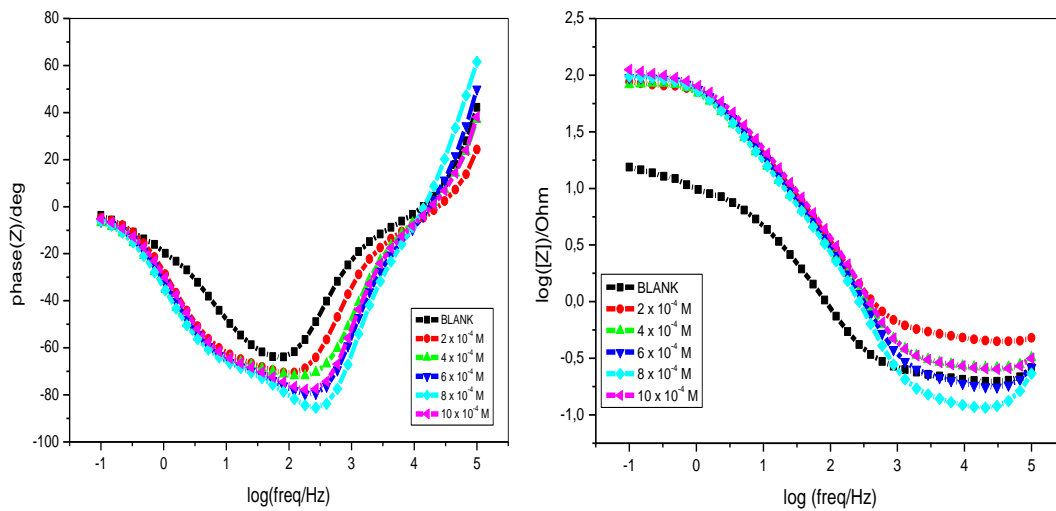 80
60
40
20
0
-20
-40
-60
-80
-100
phase(Z)/deg
BLANK
2 x 10⁻⁴ M
4 x 10⁻⁴ M
6 x 10⁻⁴ M
8 x 10⁻⁴ M
10 x 10⁻⁴ M
-1 0 1 2 3 4 5
log(freq/Hz)
2,5
2,0
1,5
1,0
0,5
0,0
-0,5
-1,0
log([Z])/Ohm
BLANK
2 x 10⁻⁴ M
4 x 10⁻⁴ M
6 x 10⁻⁴ M
8 x 10⁻⁴ M
10 x 10⁻⁴ M
-1 0 1 2 3 4 5
log (freq/Hz)